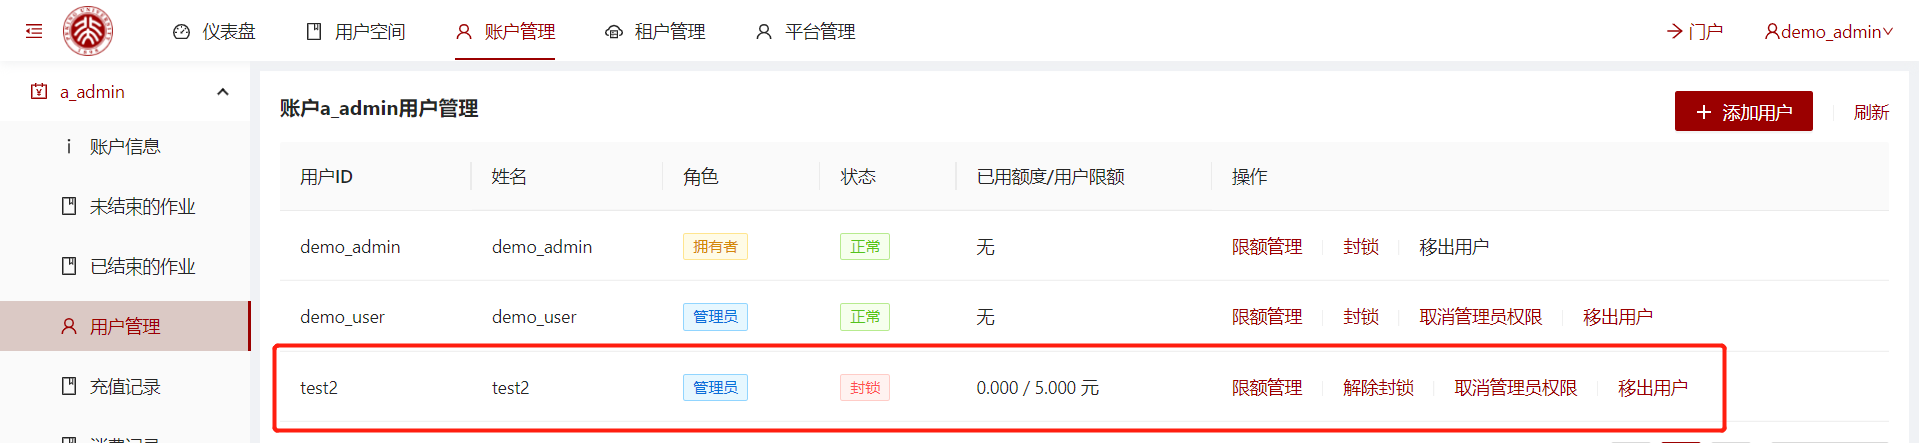 仪表盘 用户空间 账户管理 租户管理 平台管理 门户 demo_admin
a_admin
账户信息
未结束的作业
已结束的作业
用户管理
充值记录
消费记录
账户a_admin用户管理
添加用户 刷新
用户ID 姓名 角色 状态 已用额度/用户限额 操作
demo_admin demo_admin 拥有者 正常 无 限额管理 封锁 移出用户
demo_user demo_user 管理员 正常 无 限额管理 封锁 取消管理员权限 移出用户
test2 test2 管理员 封锁 0.000 / 5.000 元 限额管理 解除封锁 取消管理员权限 移出用户